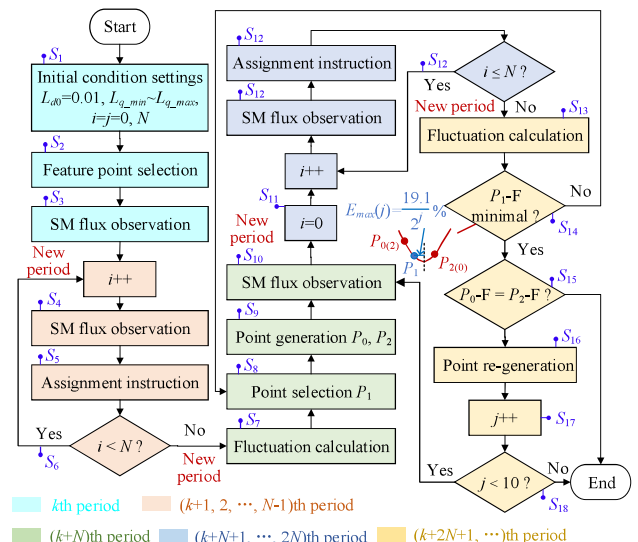 Start
S1
Initial condition settings
Ld0=0.01, Lq_min~Lq_max,
i=j=0, N
S2
Feature point selection
S3
SM flux observation
New
period
i++
S4
SM flux observation
S5
Assignment instruction
i < N ?
Yes
S6
No
New
period
S12
Assignment instruction
S12
SM flux observation
i++
S11
i=0
New
period
S10
SM flux observation
S9
Point generation P0, P2
S8
Point selection P1
S7
Fluctuation calculation
Emax(j)=19.1/2^j %
P0(2)
P1
P2(0)
S12
i ≤ N ?
Yes
New period
No
S13
Fluctuation calculation
P1-F
minimal ?
No
S14
Yes
S15
P0-F = P2-F ?
S16
Point re-generation
j++
S17
j < 10 ?
Yes
No
S18
End
kth period
(k+1, 2, ···, N-1)th period
(k+N)th period
(k+N+1, ···, 2N)th period
(k+2N+1, ···)th period